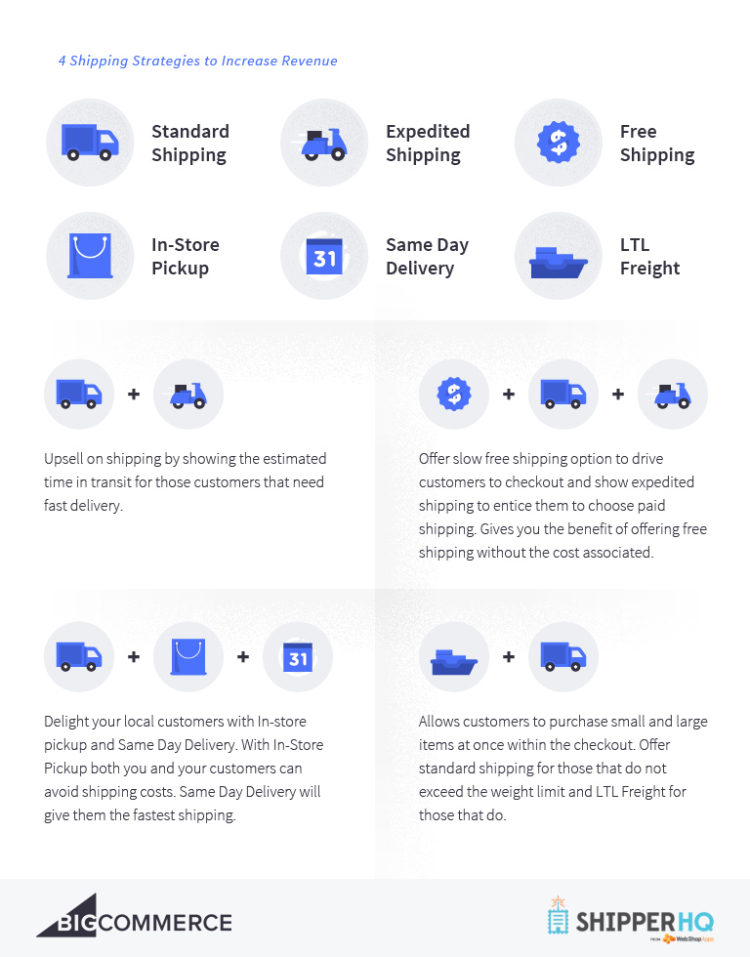 4 Shipping Strategies to Increase Revenue
Standard
Shipping
Expedited
Shipping
Free
Shipping
In-Store
Pickup
31
Same Day
Delivery
LTL
Freight
+
Upsell on shipping by showing the estimated
time in transit for those customers that need
fast delivery.
$ + +
Offer slow free shipping option to drive
customers to checkout and show expedited
shipping to entice them to choose paid
shipping. Gives you the benefit of offering free
shipping without the cost associated.
+ + 31
Delight your local customers with In-store
pickup and Same Day Delivery. With In-Store
Pickup both you and your customers can
avoid shipping costs. Same Day Delivery will
give them the fastest shipping.
+
Allows customers to purchase small and large
items at once within the checkout. Offer
standard shipping for those that do not
exceed the weight limit and LTL Freight for
those that do.
BIGCOMMERCE
SHIPPERHQ
FROM WebShopApps